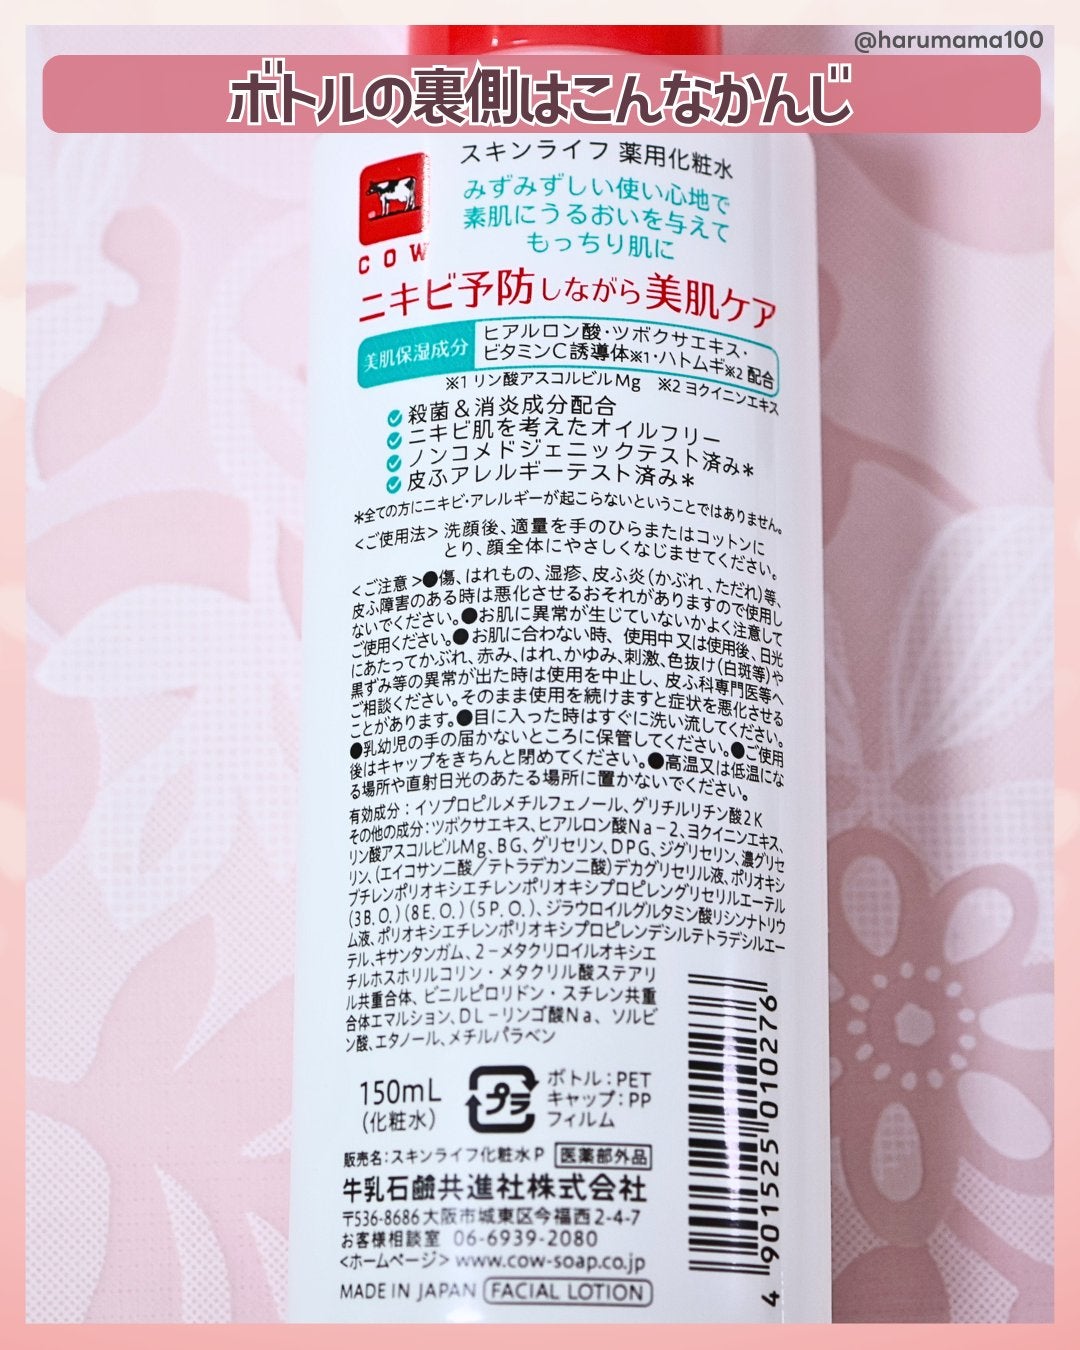 @harumama100
ボトルの裏側はこんなかんじ
スキンライフ 薬用化粧水
みずみずしい使い心地で
素肌にうるおいを与えて
もっちり肌に
COW
ニキビ予防しながら美肌ケア
美肌保湿成分
ヒアルロン酸・ツボクサエキス・
ビタミンC誘導体※1・ハトムギ※2 配合
※1 リン酸アスコルビルMg ※2 ヨクイニンエキス
殺菌＆消炎成分配合
ニキビ肌を考えたオイルフリー
ノンコメドジェニックテスト済み＊
皮ふアレルギーテスト済み＊
＊全ての方にニキビ・アレルギーが起こらないということではありません。
＜ご使用法＞洗顔後、適量を手のひらまたはコットンに
とり、顔全体にやさしくなじませてください。
＜ご注意＞●傷、はれもの、湿疹、皮ふ炎(かぶれ、ただれ)等、
皮ふ障害のある時は悪化させるおそれがありますので使用し
ないでください。●お肌に異常が生じていないかよく注意して
ご使用ください。●お肌に合わない時、使用中又は使用後、日光
にあたってかぶれ、赤み、はれ、かゆみ、刺激、色抜け(白斑等)や
黒ずみ等の異常が出た時は使用を中止し、皮ふ科専門医等へ
ご相談ください。そのまま使用を続けますと症状を悪化させる
ことがあります。●目に入った時はすぐに洗い流してください。
●乳幼児の手の届かないところに保管してください。●ご使用
後はキャップをきちんと閉めてください。●高温又は低温にな
る場所や直射日光のあたる場所に置かないでください。
有効成分：イソプロピルメチルフェノール、グリチルリチン酸2K
その他の成分：ツボクサエキス、ヒアルロン酸Na－2、ヨクイニンエキス、
リン酸アスコルビルMg、BG、グリセリン、DPG、ジグリセリン、濃グリセ
リン、(エイコサン二酸／テトラデカン二酸)デカグリセリル液、ポリオキシ
ブチレンポリオキシエチレンポリオキシプロピレングリセリルエーテル
(3B.O.)(8E.O.)(5P.O.)、ジラウロイルグルタミン酸リシンナトリウ
ム液、ポリオキシエチレンポリオキシプロピレンデシルテトラデシルエー
テル、キサンタンガム、2－メタクリロイルオキシエ
チルホスホリルコリン・メタクリル酸ステアリ
ル共重合体、ビニルピロリドン・スチレン共重
合体エマルション、DL－リンゴ酸Na、ソルビ
ン酸、エタノール、メチルパラベン
150mL
(化粧水)
プラ
ボトル：PET
キャップ：PP
フィルム
販売名：スキンライフ化粧水P 医薬部外品
牛乳石鹼共進社株式会社
〒536-8686 大阪市城東区今福西2-4-7
お客様相談室 06-6939-2080
＜ホームページ＞www.cow-soap.co.jp
MADE IN JAPAN FACIAL LOTION
4 901525 010276